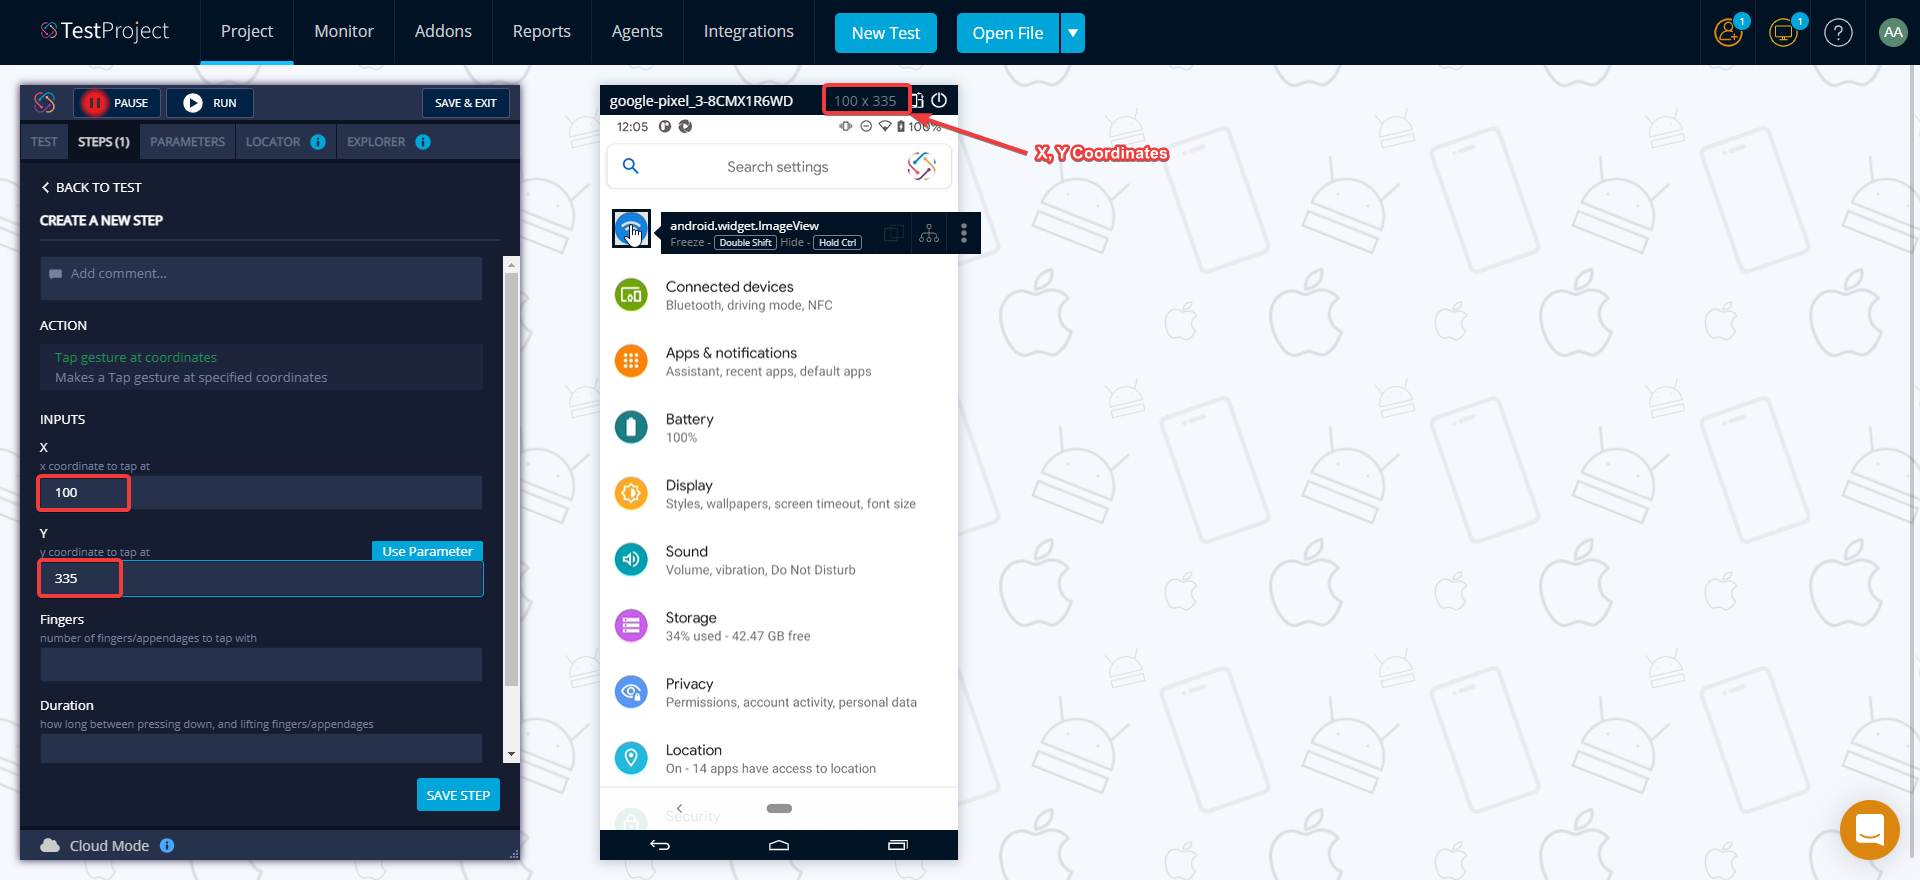 TestProject
Project
Monitor
Addons
Reports
Agents
Integrations
New Test
Open File
1
1
?
AA
PAUSE
RUN
SAVE & EXIT
TEST
STEPS (1)
PARAMETERS
LOCATOR
i
EXPLORER
i
BACK TO TEST
CREATE A NEW STEP
Add comment...
ACTION
Tap gesture at coordinates
Makes a Tap gesture at specified coordinates
INPUTS
X
x coordinate to tap at
100
Y
y coordinate to tap at
Use Parameter
335
Fingers
number of fingers/appendages to tap with
Duration
how long between pressing down, and lifting fingers/appendages
SAVE STEP
Cloud Mode
i
google-pixel_3-8CMX1R6WD
100 x 335
12:05
100%
X, Y Coordinates
Search settings
android.widget.ImageView
Freeze - Double Shift Hide - Hold Ctrl
Connected devices
Bluetooth, driving mode, NFC
Apps & notifications
Assistant, recent apps, default apps
Battery
100%
Display
Styles, wallpapers, screen timeout, font size
Sound
Volume, vibration, Do Not Disturb
Storage
34% used - 42.47 GB free
Privacy
Permissions, account activity, personal data
Location
On - 14 apps have access to location
Security